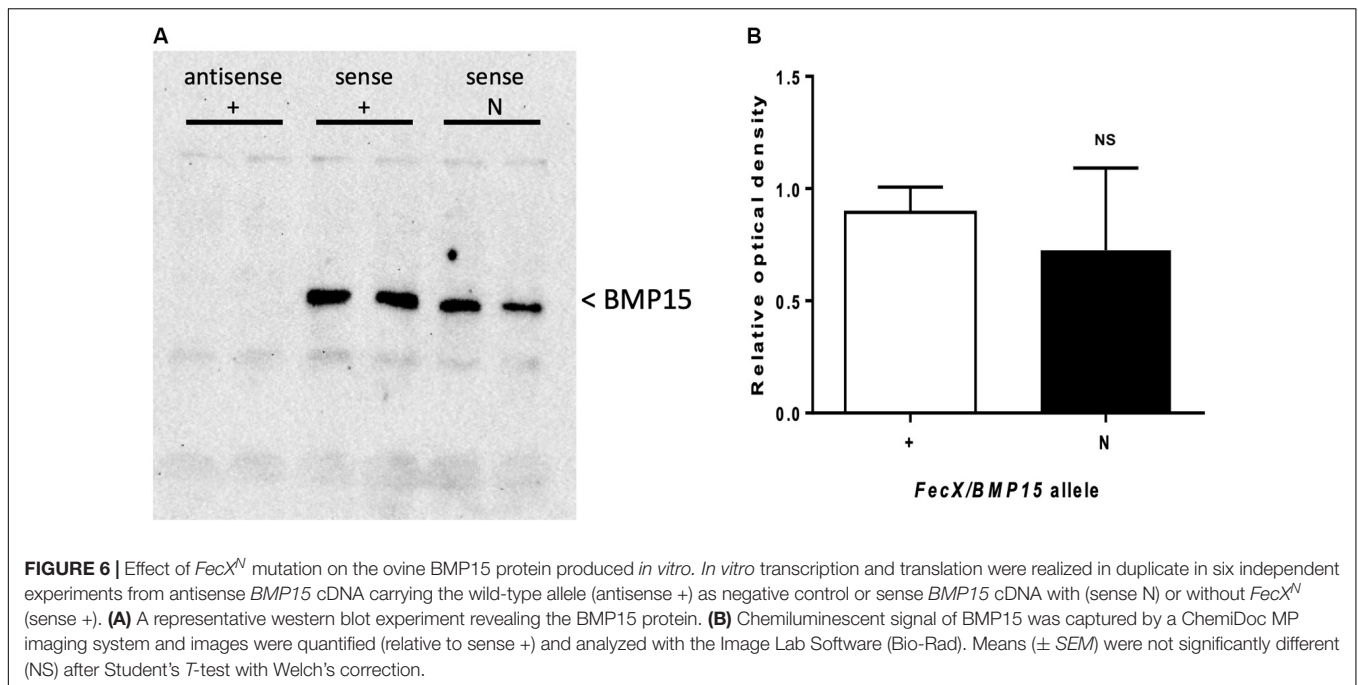 A
antisense
+
sense
+
sense
N
< BMP15
B
Relative optical density
1.5
1.0
0.5
0.0
NS
+
N
FecX/BMP15 allele
FIGURE 6 | Effect of FecX^N mutation on the ovine BMP15 protein produced in vitro. In vitro transcription and translation were realized in duplicate in six independent
experiments from antisense BMP15 cDNA carrying the wild-type allele (antisense +) as negative control or sense BMP15 cDNA with (sense N) or without FecX^N
(sense +). (A) A representative western blot experiment revealing the BMP15 protein. (B) Chemiluminescent signal of BMP15 was captured by a ChemiDoc MP
imaging system and images were quantified (relative to sense +) and analyzed with the Image Lab Software (Bio-Rad). Means (± SEM) were not significantly different
(NS) after Student's T-test with Welch's correction.